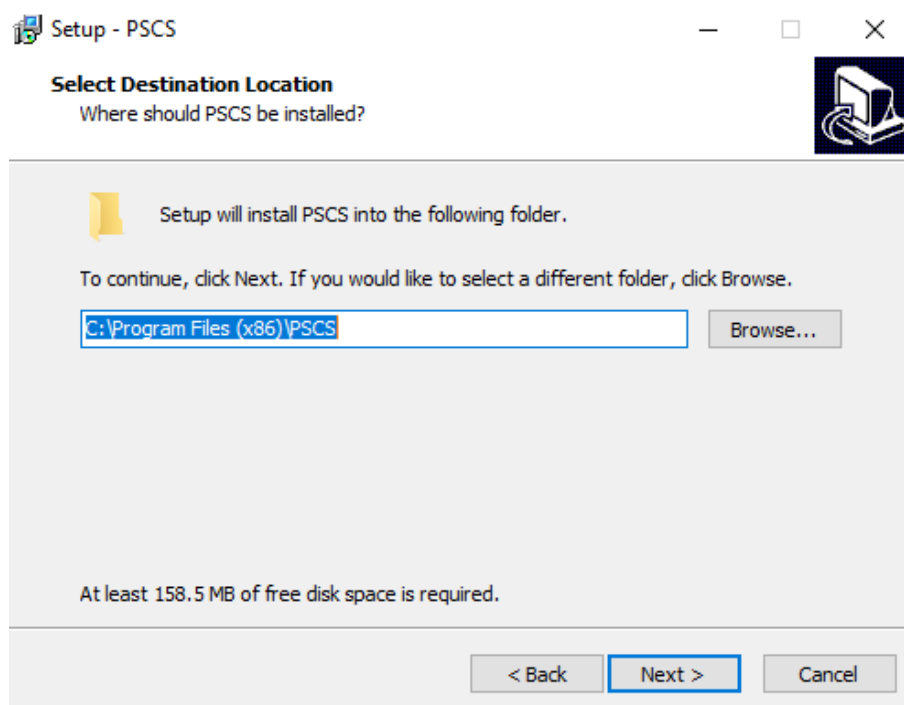 Setup - PSCS
Select Destination Location
Where should PSCS be installed?
Setup will install PSCS into the following folder.
To continue, click Next. If you would like to select a different folder, click Browse.
C:\Program Files (x86)\PSCS
Browse...
At least 158.5 MB of free disk space is required.
< Back
Next >
Cancel